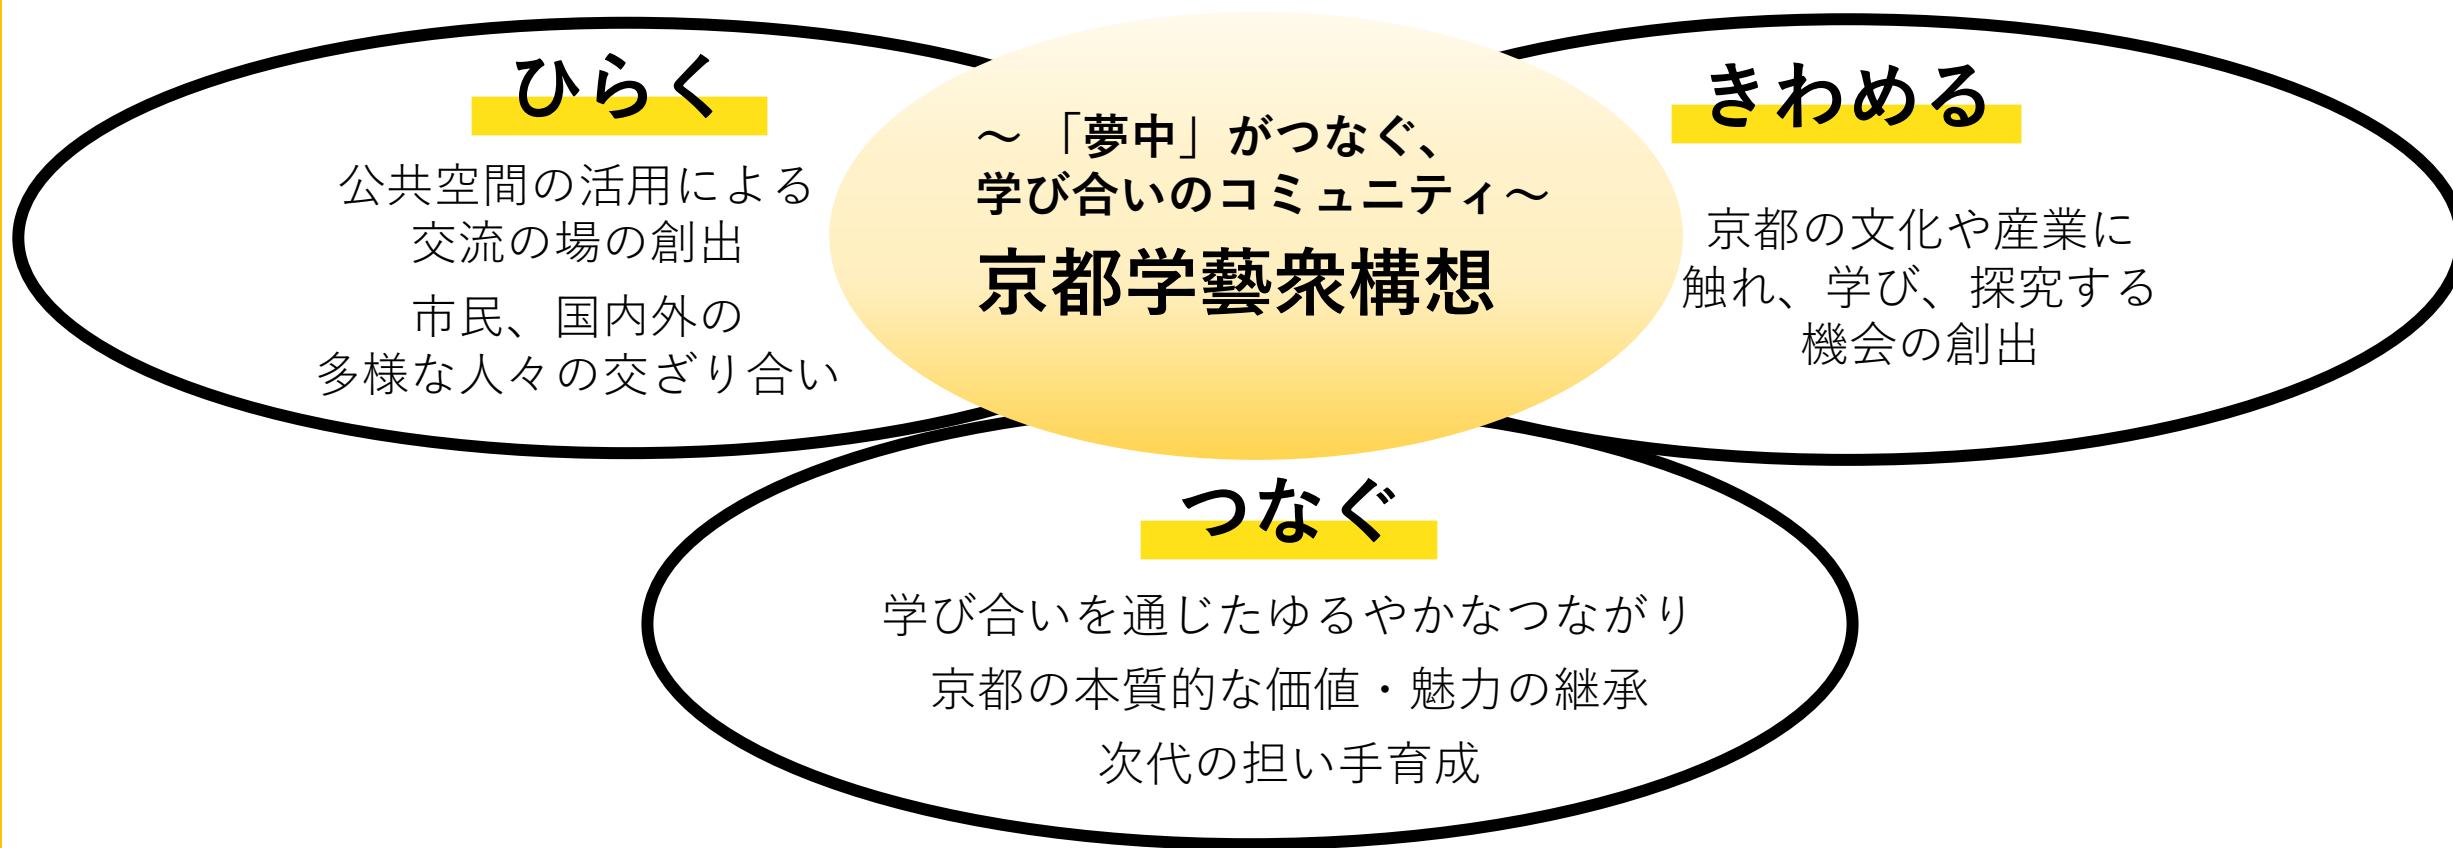 ひらく
公共空間の活用による
交流の場の創出
市民、国内外の
多様な人々の交ざり合い
～「夢中」がつなぐ、
学び合いのコミュニティ～
京都学藝衆構想
きわめる
京都の文化や産業に
触れ、学び、探究する
機会の創出
つなぐ
学び合いを通じたゆるやかなつながり
京都の本質的な価値・魅力の継承
次代の担い手育成